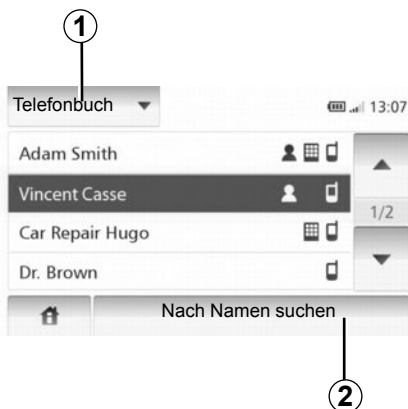 1
Telefonbuch
13:07
Adam Smith
Vincent Casse
1/2
Car Repair Hugo
Dr. Brown
Nach Namen suchen
2